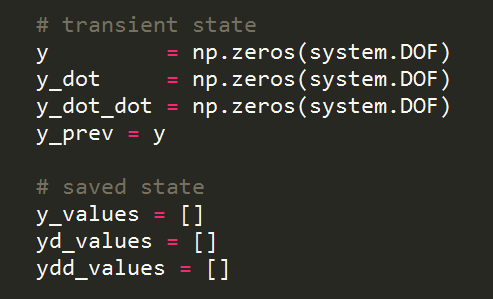 # transient state
y         = np.zeros(system.DOF)
y_dot     = np.zeros(system.DOF)
y_dot_dot = np.zeros(system.DOF)
y_prev = y
# saved state
y_values = []
yd_values = []
ydd_values = []